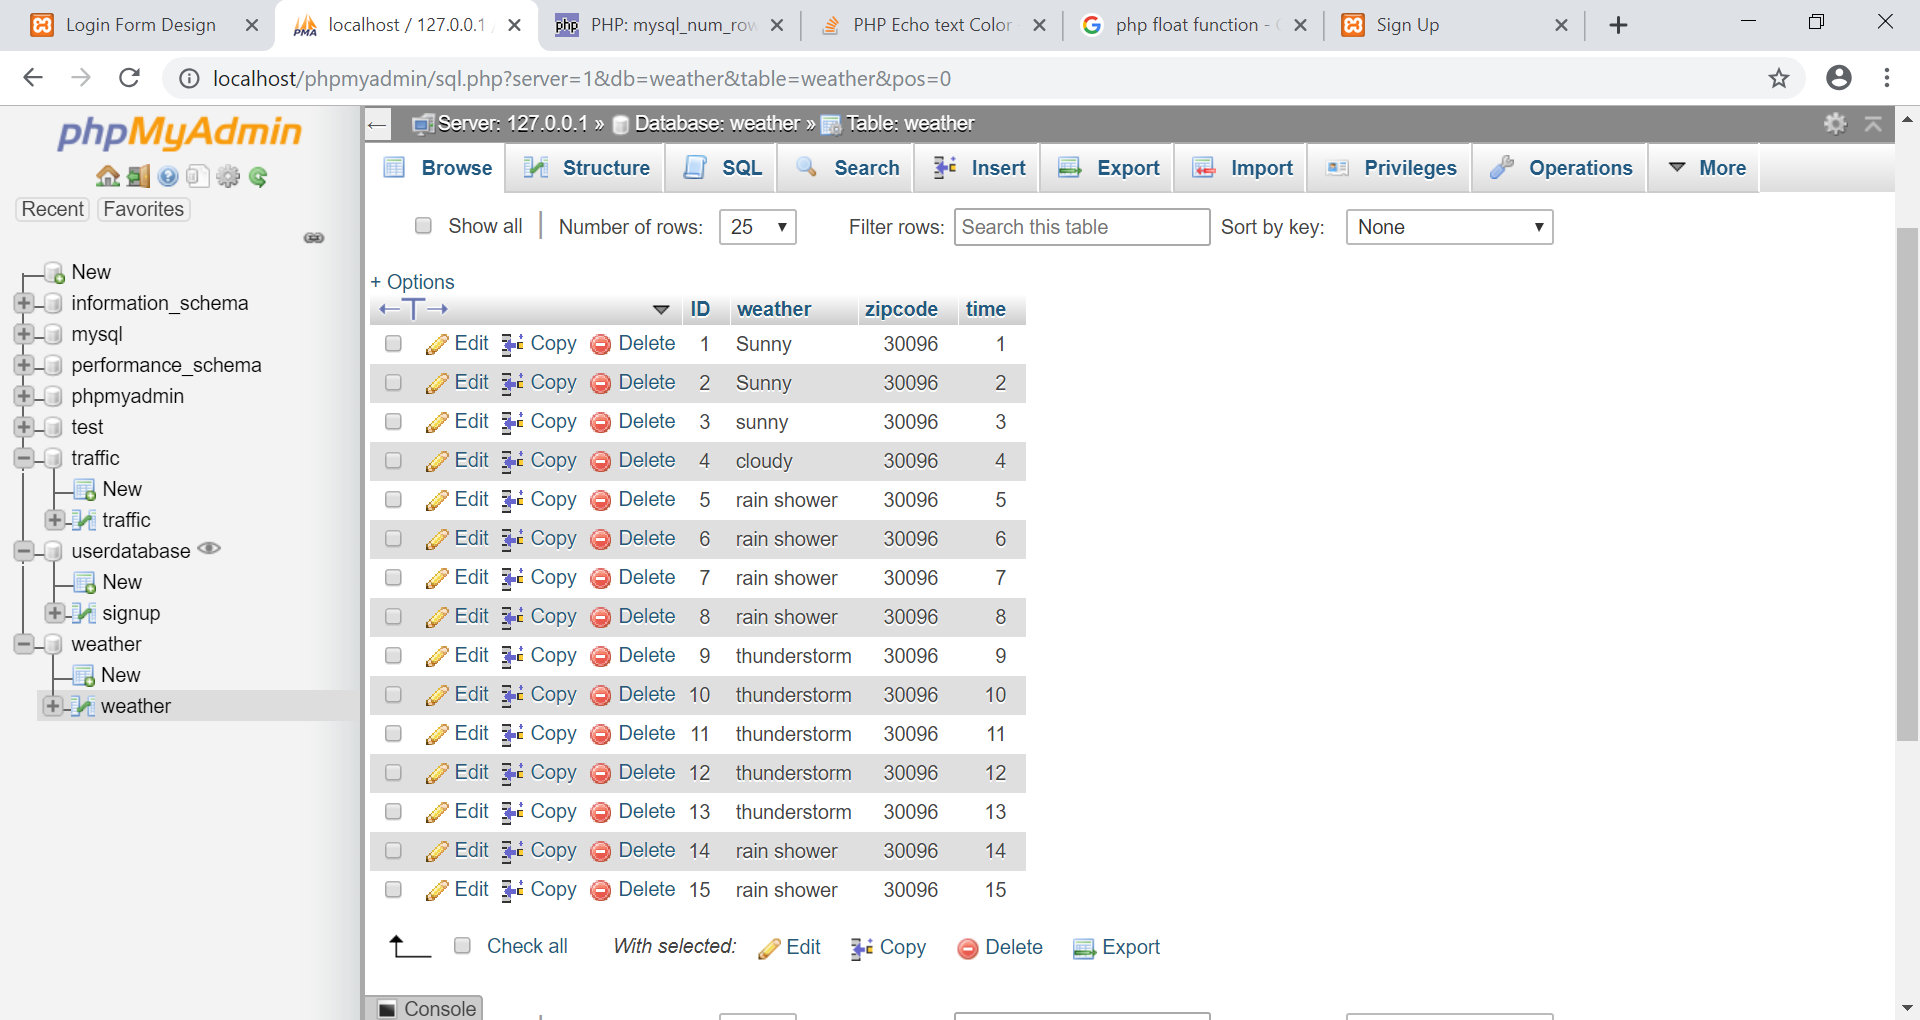 Login Form Design
localhost / 127.0.0.1
php PHP: mysql_num_row
PHP Echo text Color
php float function -
Sign Up
localhost/phpmyadmin/sql.php?server=1&db=weather&table=weather&pos=0
phpMyAdmin
Recent Favorites
New
information_schema
mysql
performance_schema
phpmyadmin
test
traffic
New
traffic
userdatabase
New
signup
weather
New
weather
Server: 127.0.0.1 » Database: weather » Table: weather
Browse Structure SQL Search Insert Export Import Privileges Operations More
Show all Number of rows: 25 Filter rows: Search this table Sort by key: None
+ Options
ID weather zipcode time
Edit Copy Delete 1 Sunny 30096 1
Edit Copy Delete 2 Sunny 30096 2
Edit Copy Delete 3 sunny 30096 3
Edit Copy Delete 4 cloudy 30096 4
Edit Copy Delete 5 rain shower 30096 5
Edit Copy Delete 6 rain shower 30096 6
Edit Copy Delete 7 rain shower 30096 7
Edit Copy Delete 8 rain shower 30096 8
Edit Copy Delete 9 thunderstorm 30096 9
Edit Copy Delete 10 thunderstorm 30096 10
Edit Copy Delete 11 thunderstorm 30096 11
Edit Copy Delete 12 thunderstorm 30096 12
Edit Copy Delete 13 thunderstorm 30096 13
Edit Copy Delete 14 rain shower 30096 14
Edit Copy Delete 15 rain shower 30096 15
Check all With selected: Edit Copy Delete Export
Console